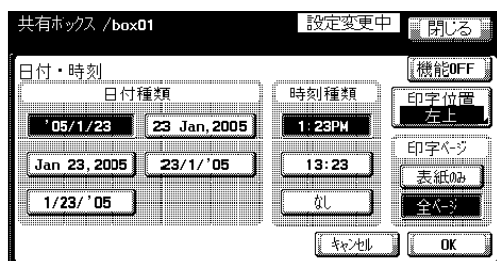 共有ボックス /box01 設定変更中 閉じる
日付・時刻 機能OFF
日付種類 時刻種類 印字位置
左上
'05/1/23 23 Jan,2005 1:23PM
印字ページ
Jan 23,2005 23/1/'05 13:23 表紙のみ
1/23/'05 なし 全ページ
キャンセル OK